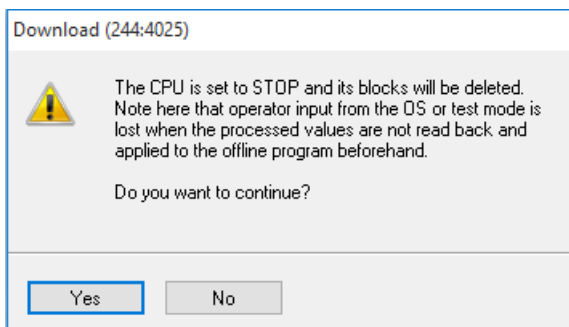 Download (244:4025)
The CPU is set to STOP and its blocks will be deleted.
Note here that operator input from the OS or test mode is
lost when the processed values are not read back and
applied to the offline program beforehand.
Do you want to continue?
Yes
No